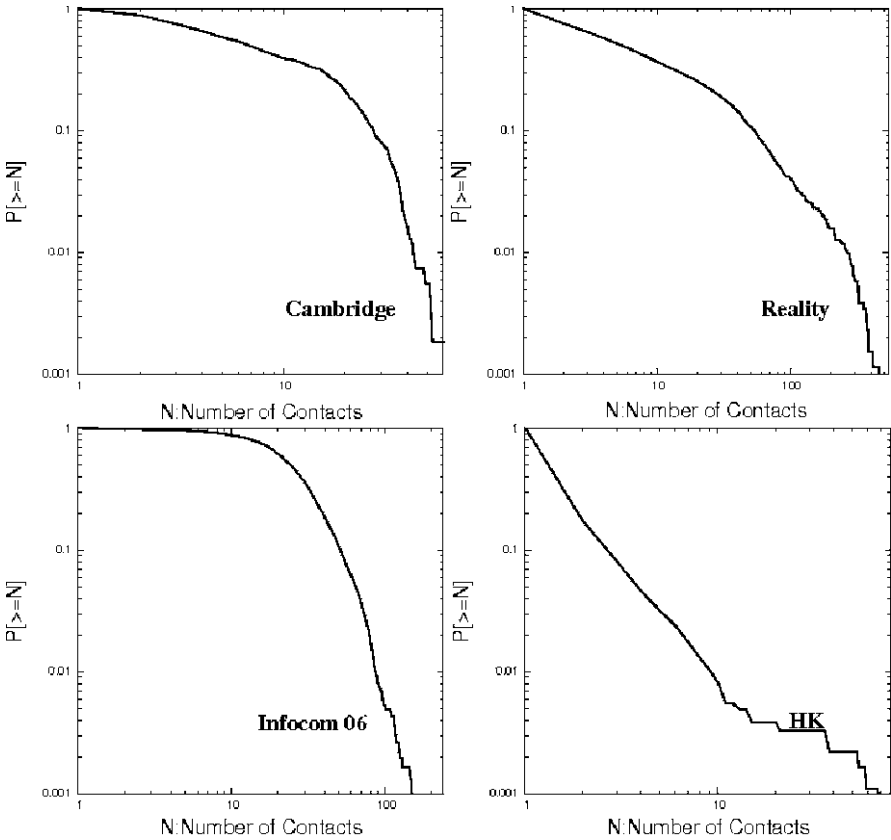 1
0.1
0.01
0.001
P[>=N]
Cambridge
1
10
N:Number of Contacts
1
0.1
0.01
0.001
P[>=N]
Reality
1
10
100
N:Number of Contacts
1
0.1
0.01
0.001
P[>=N]
Infocom 06
1
10
100
N:Number of Contacts
1
0.1
0.01
0.001
P[>=N]
HK
1
10
N:Number of Contacts